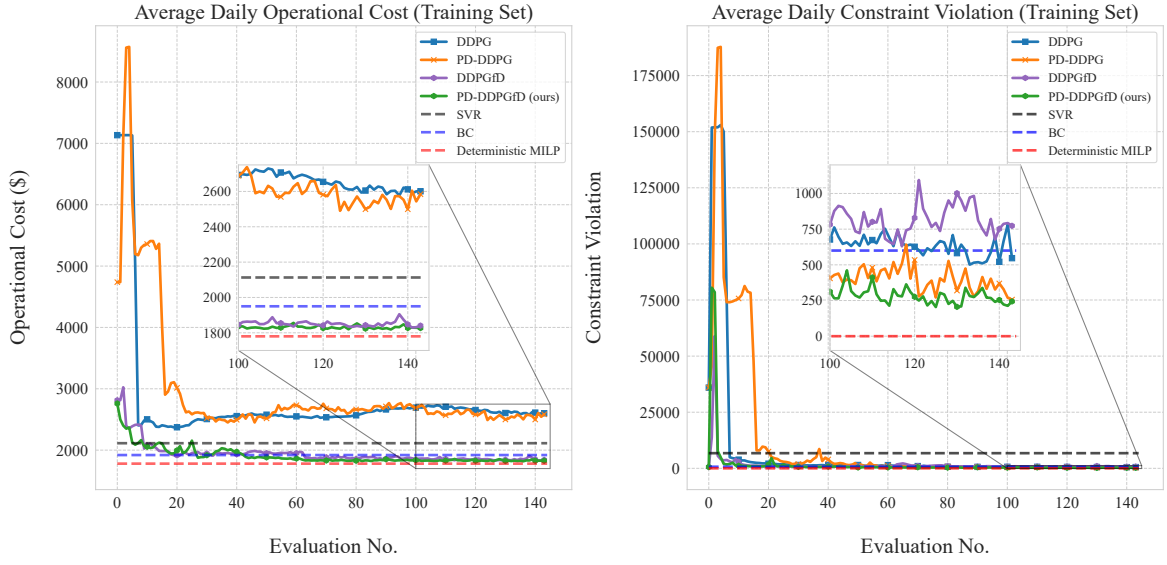 Average Daily Operational Cost (Training Set)
Operational Cost ($)
8000
7000
6000
5000
4000
3000
2000
0
20
40
60
80
100
120
140
Evaluation No.
DDPG
PD-DDPG
DDPGfD
PD-DDPGfD (ours)
SVR
BC
Deterministic MILP
2600
2500
2400
2300
2200
2100
2000
1900
1800
100
120
140
Average Daily Constraint Violation (Training Set)
Constraint Violation
175000
150000
125000
100000
75000
50000
25000
0
0
20
40
60
80
100
120
140
Evaluation No.
DDPG
PD-DDPG
DDPGfD
PD-DDPGfD (ours)
SVR
BC
Deterministic MILP
1000
750
500
250
0
100
120
140